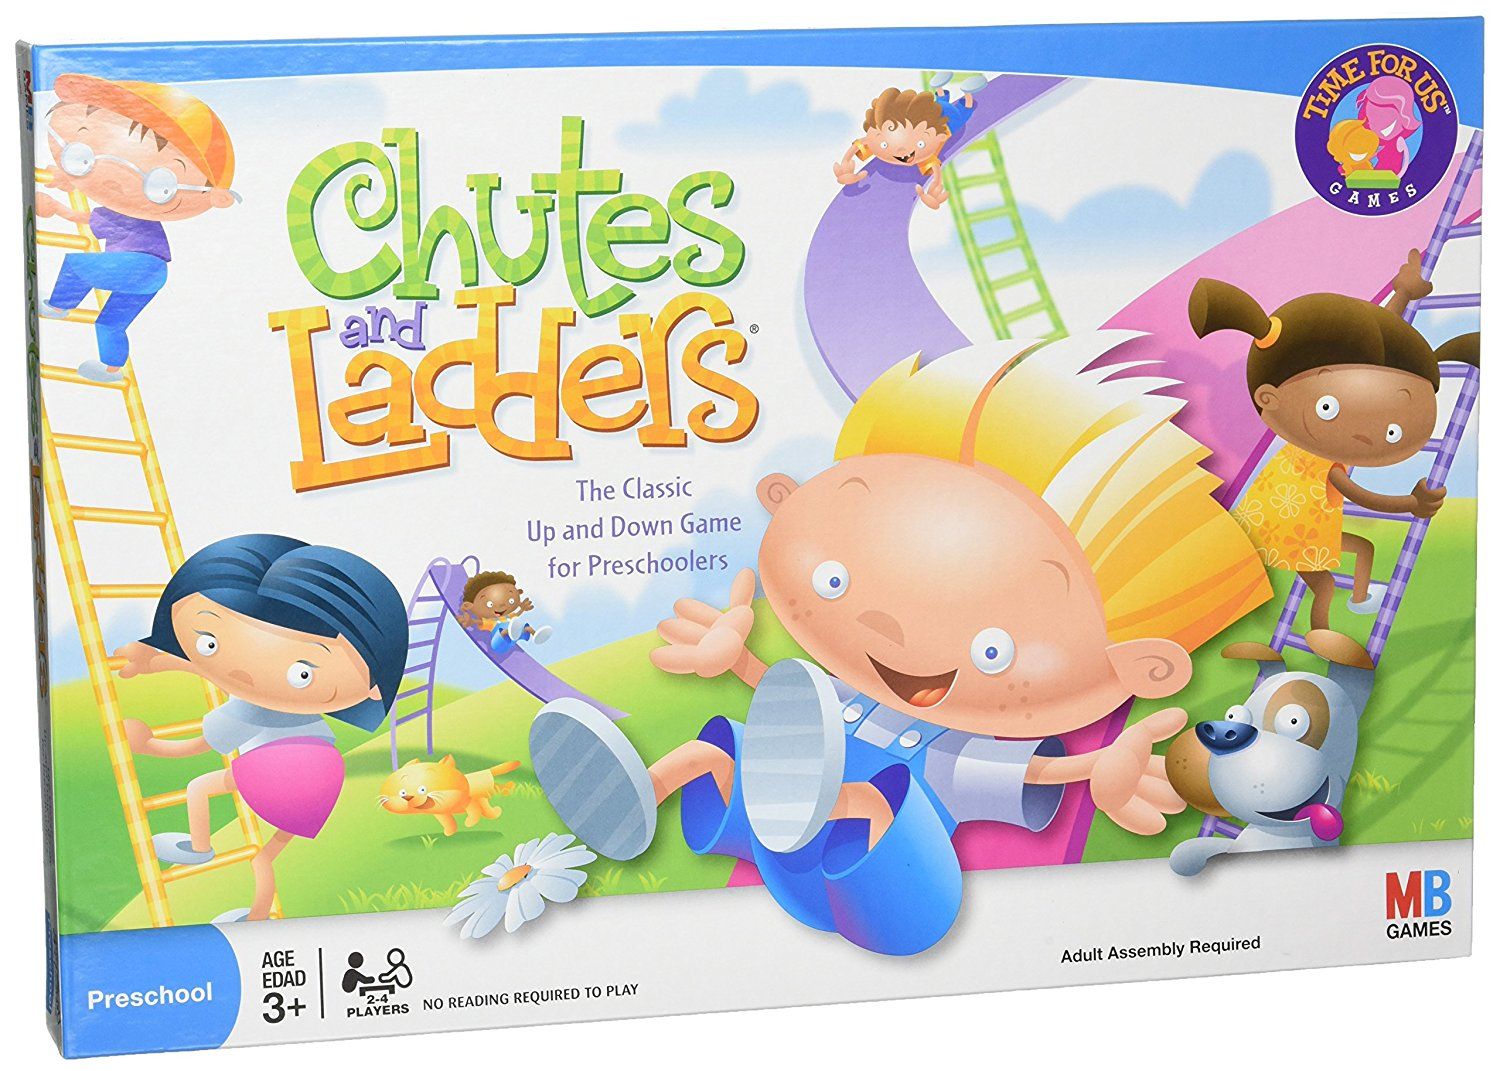 TIME FOR US™
GAMES
Chutes
and
Ladders®
The Classic
Up and Down Game
for Preschoolers
Preschool
AGE
EDAD
3+
2-4
PLAYERS
NO READING REQUIRED TO PLAY
Adult Assembly Required
MB
GAMES